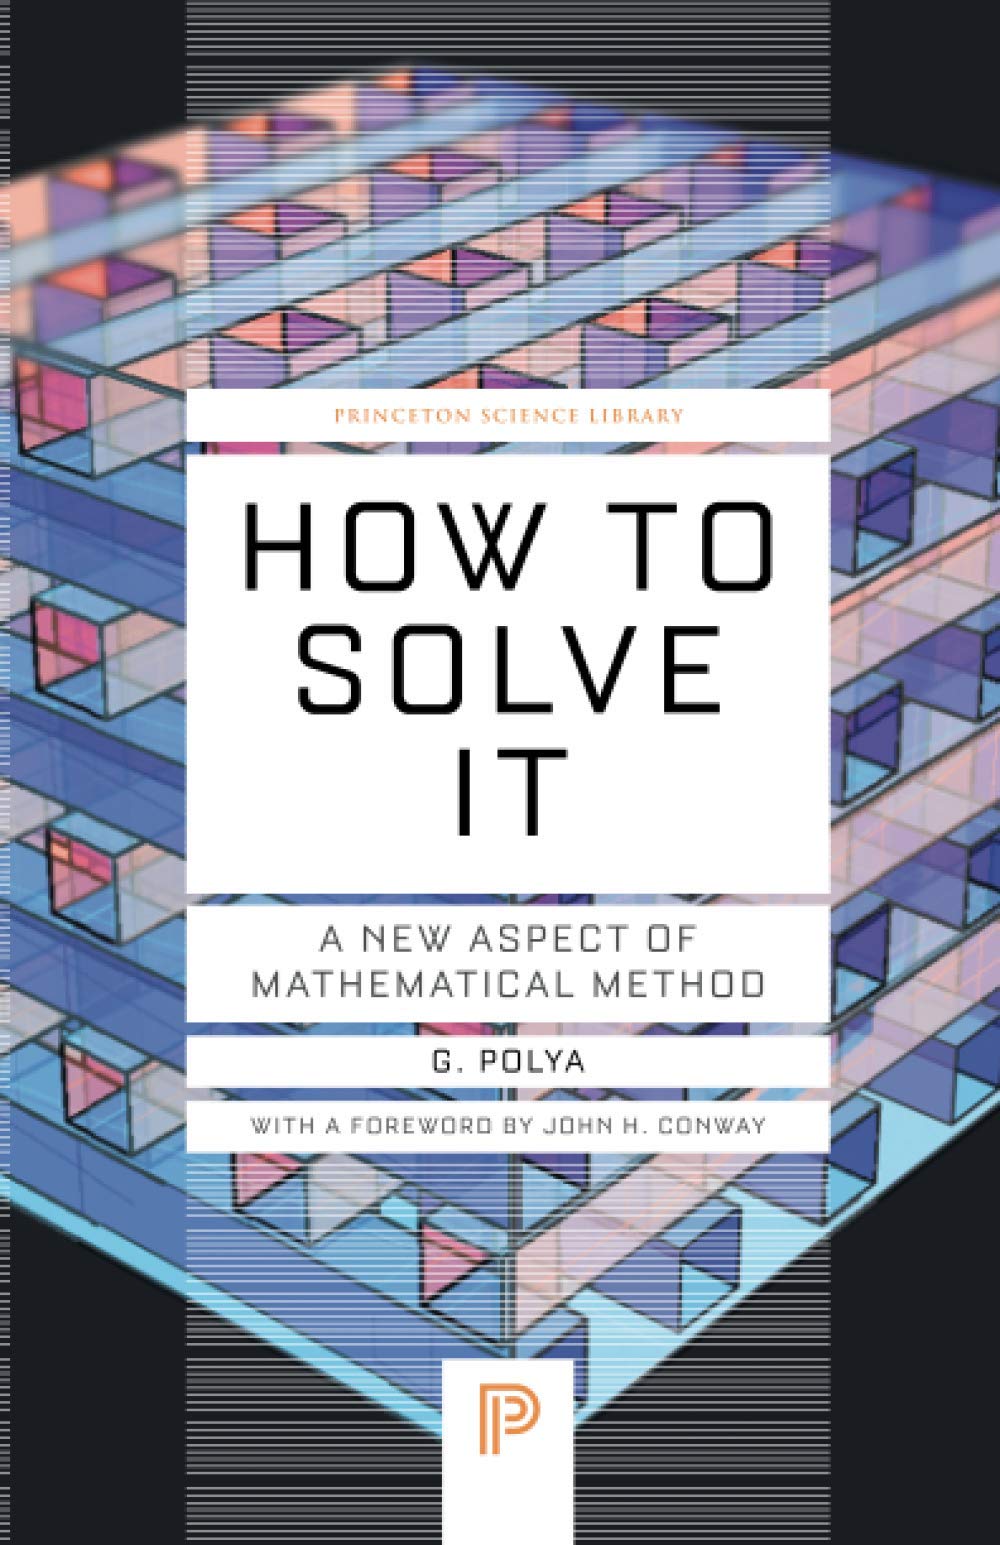 PRINCETON SCIENCE LIBRARY
HOW TO
SOLVE
IT
A NEW ASPECT OF
MATHEMATICAL METHOD
G. POLYA
WITH A FOREWORD BY JOHN H. CONWAY
P